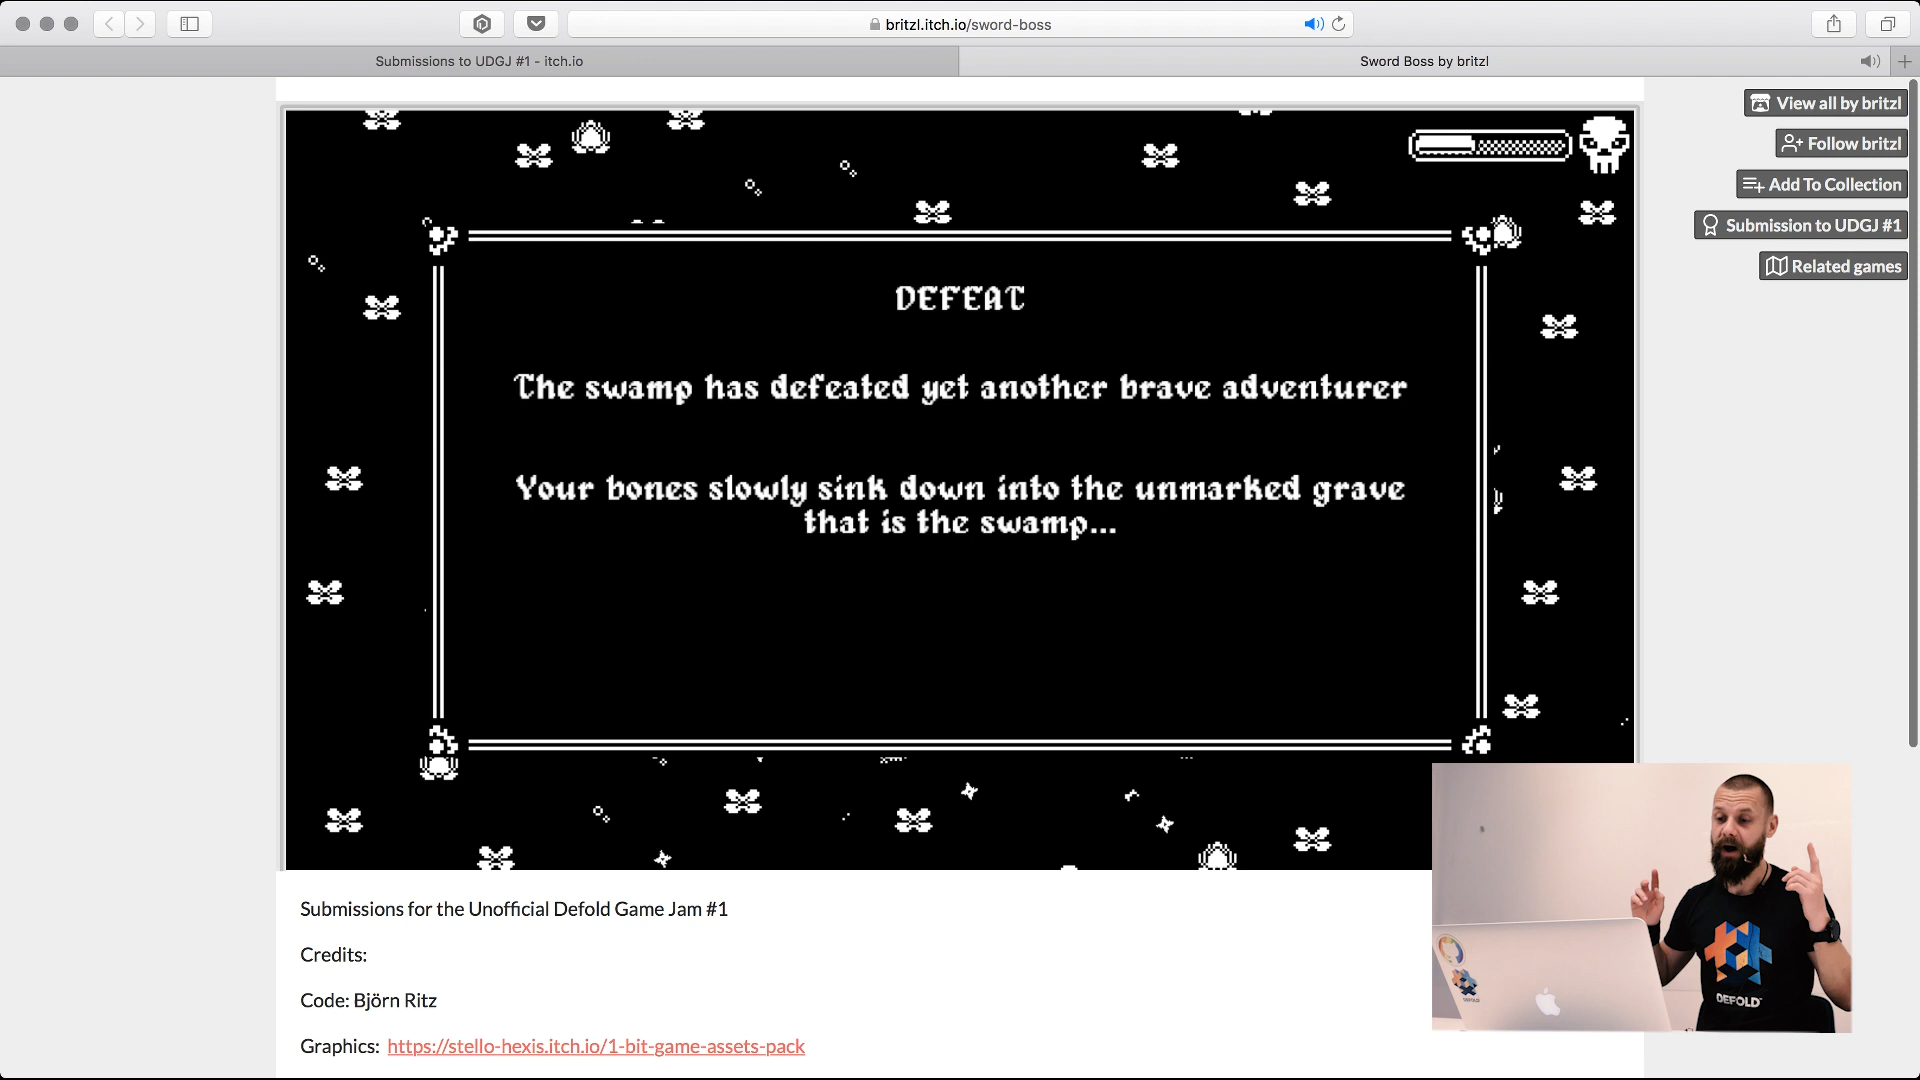 britzl.itch.io/sword-boss
Submissions to UDGJ #1 - itch.io
Sword Boss by britzl
View all by britzl
Follow britzl
Add To Collection
Submission to UDGJ #1
Related games
DEFEAT
The swamp has defeated yet another brave adventurer
Your bones slowly sink down into the unmarked grave
that is the swamp...
Submissions for the Unofficial Defold Game Jam #1
Credits:
Code: Björn Ritz
Graphics: https://stello-hexis.itch.io/1-bit-game-assets-pack
DEFOLD
DEFOLD